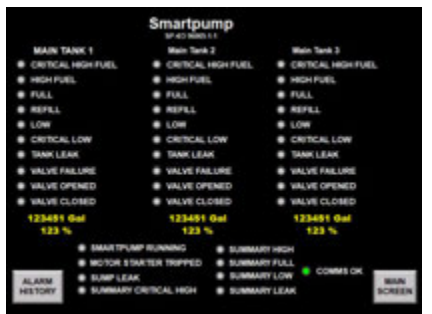 Smartpump
MAIN TANK 1
CRITICAL HIGH FUEL
HIGH FUEL
FULL
REFILL
LOW
CRITICAL LOW
TANK LEAK
VALVE FAILURE
VALVE OPENED
VALVE CLOSED
123451 Gal
123 %
Main Tank 2
CRITICAL HIGH FUEL
HIGH FUEL
FULL
REFILL
LOW
CRITICAL LOW
TANK LEAK
VALVE FAILURE
VALVE OPENED
VALVE CLOSED
123451 Gal
123 %
Main Tank 3
CRITICAL HIGH FUEL
HIGH FUEL
FULL
REFILL
LOW
CRITICAL LOW
TANK LEAK
VALVE FAILURE
VALVE OPENED
VALVE CLOSED
123451 Gal
123 %
SMARTPUMP RUNNING
MOTOR STARTER TRIPPED
SUMP LEAK
SUMMARY CRITICAL HIGH
SUMMARY HIGH
SUMMARY FULL
SUMMARY LOW
SUMMARY LEAK
COMMS OK
ALARM
HISTORY
MAIN
SCREEN